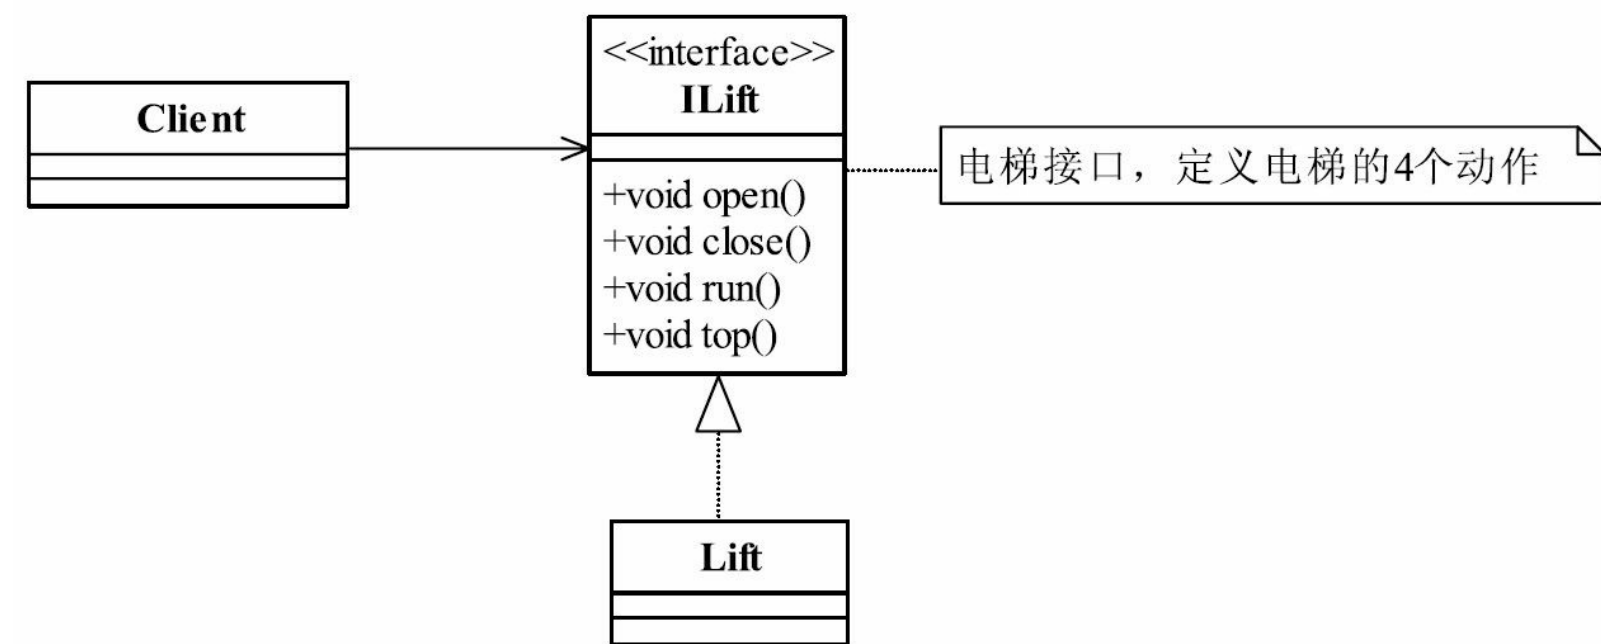 Client
<<interface>>
ILift
+void open()
+void close()
+void run()
+void top()
电梯接口，定义电梯的4个动作
Lift